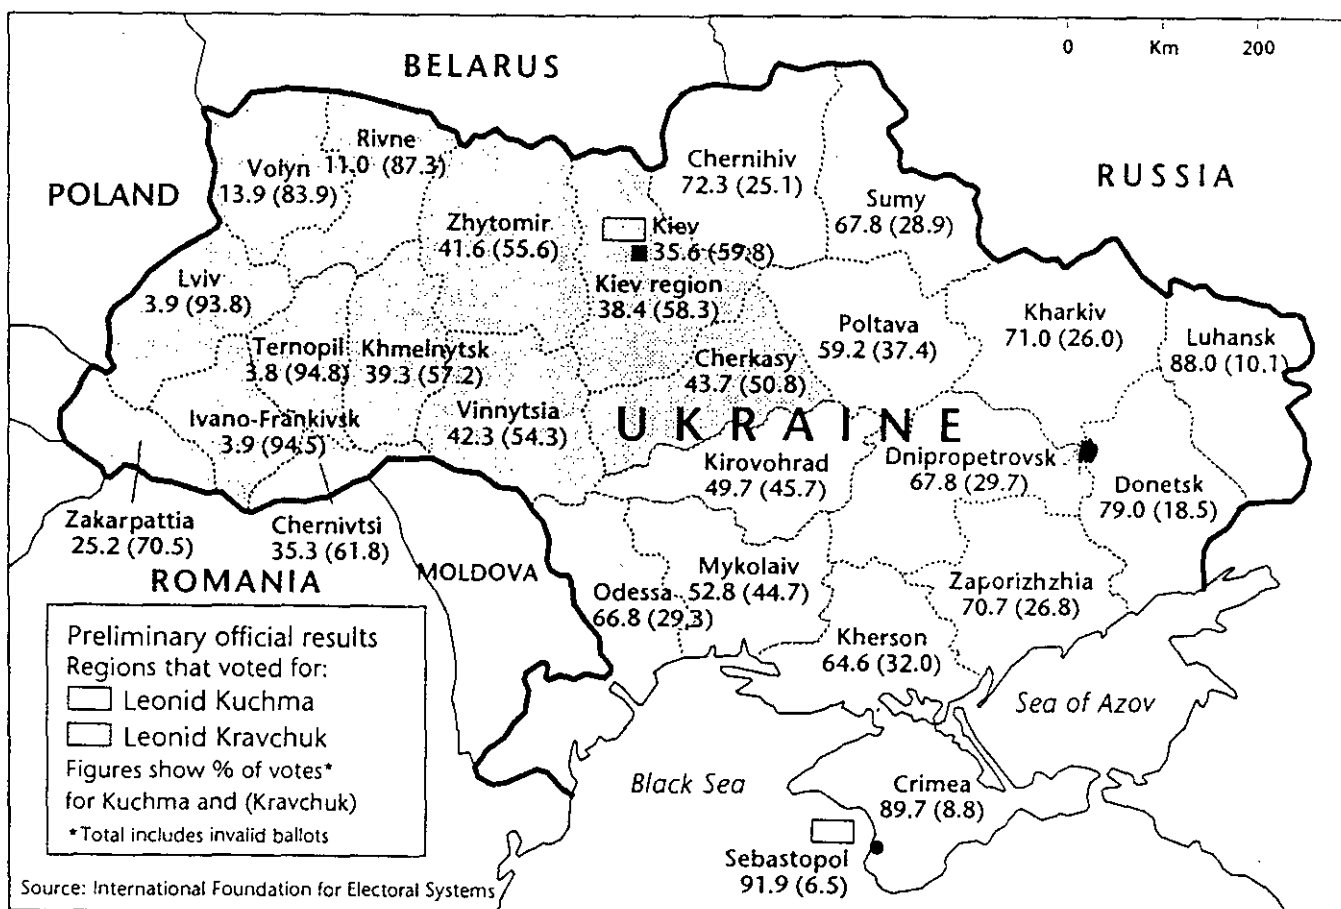 0 Km 200
BELARUS
POLAND
RUSSIA
Rivne
11.0 (87.3)
Volyn
13.9 (83.9)
Chernihiv
72.3 (25.1)
Sumy
67.8 (28.9)
Zhytomir
41.6 (55.6)
Kiev
35.6 (59.8)
Kiev region
38.4 (58.3)
Lviv
3.9 (93.8)
Ternopil
3.8 (94.8)
Khmelnytsk
39.3 (57.2)
Cherkasy
43.7 (50.8)
Poltava
59.2 (37.4)
Kharkiv
71.0 (26.0)
Luhansk
88.0 (10.1)
Ivano-Frankivsk
3.9 (94.5)
Vinnytsia
42.3 (54.3)
UKRAINE
Kirovohrad
49.7 (45.7)
Dnipropetrovsk
67.8 (29.7)
Donetsk
79.0 (18.5)
Zakarpattia
25.2 (70.5)
Chernivtsi
35.3 (61.8)
ROMANIA
MOLDOVA
Odessa
66.8 (29.3)
Mykolaiv
52.8 (44.7)
Zaporizhzhia
70.7 (26.8)
Kherson
64.6 (32.0)
Sea of Azov
Black Sea
Crimea
89.7 (8.8)
Sebastopol
91.9 (6.5)
Preliminary official results
Regions that voted for:
Leonid Kuchma
Leonid Kravchuk
Figures show % of votes*
for Kuchma and (Kravchuk)
*Total includes invalid ballots
Source: International Foundation for Electoral Systems